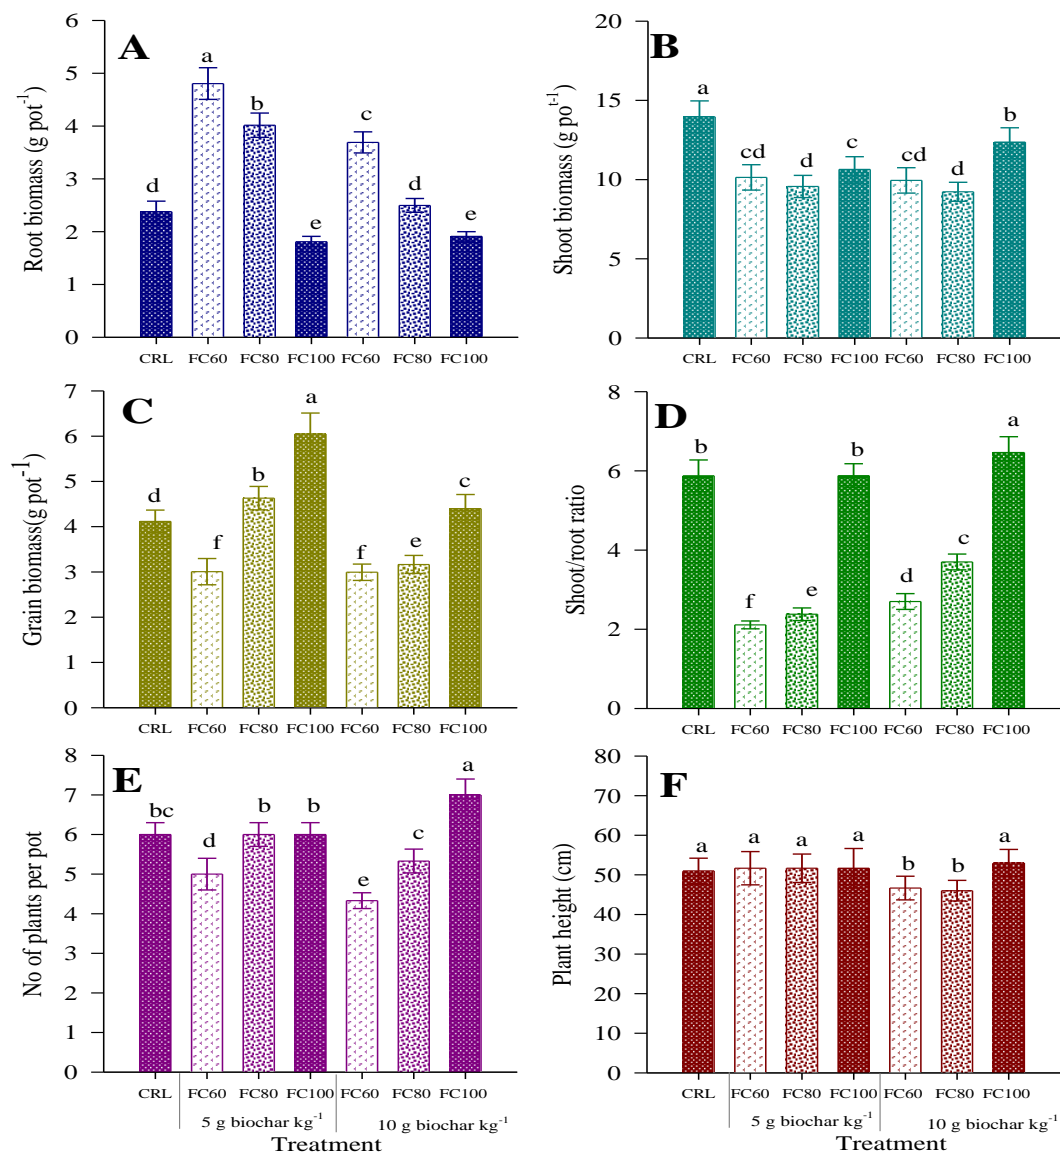 A
Root biomass (g pot⁻¹)
6
5
4
3
2
1
0
d a b e c d e
CRL FC60 FC80 FC100 FC60 FC80 FC100
B
Shoot biomass (g poᵗ⁻¹)
20
15
10
5
0
a cd d c cd d b
CRL FC60 FC80 FC100 FC60 FC80 FC100
C
Grain biomass(g pot⁻¹)
7
6
5
4
3
2
1
0
d f b a f e c
CRL FC60 FC80 FC100 FC60 FC80 FC100
D
Shoot/root ratio
8
6
4
2
0
b f e b d c a
CRL FC60 FC80 FC100 FC60 FC80 FC100
E
No of plants per pot
8
7
6
5
4
3
2
1
0
bc d b b e c a
CRL FC60 FC80 FC100 FC60 FC80 FC100
5 g biochar kg⁻¹ 10 g biochar kg⁻¹
Treatment
F
Plant height (cm)
80
70
60
50
40
30
20
10
0
a a a a b b a
CRL FC60 FC80 FC100 FC60 FC80 FC100
5 g biochar kg⁻¹ 10 g biochar kg⁻¹
Treatment